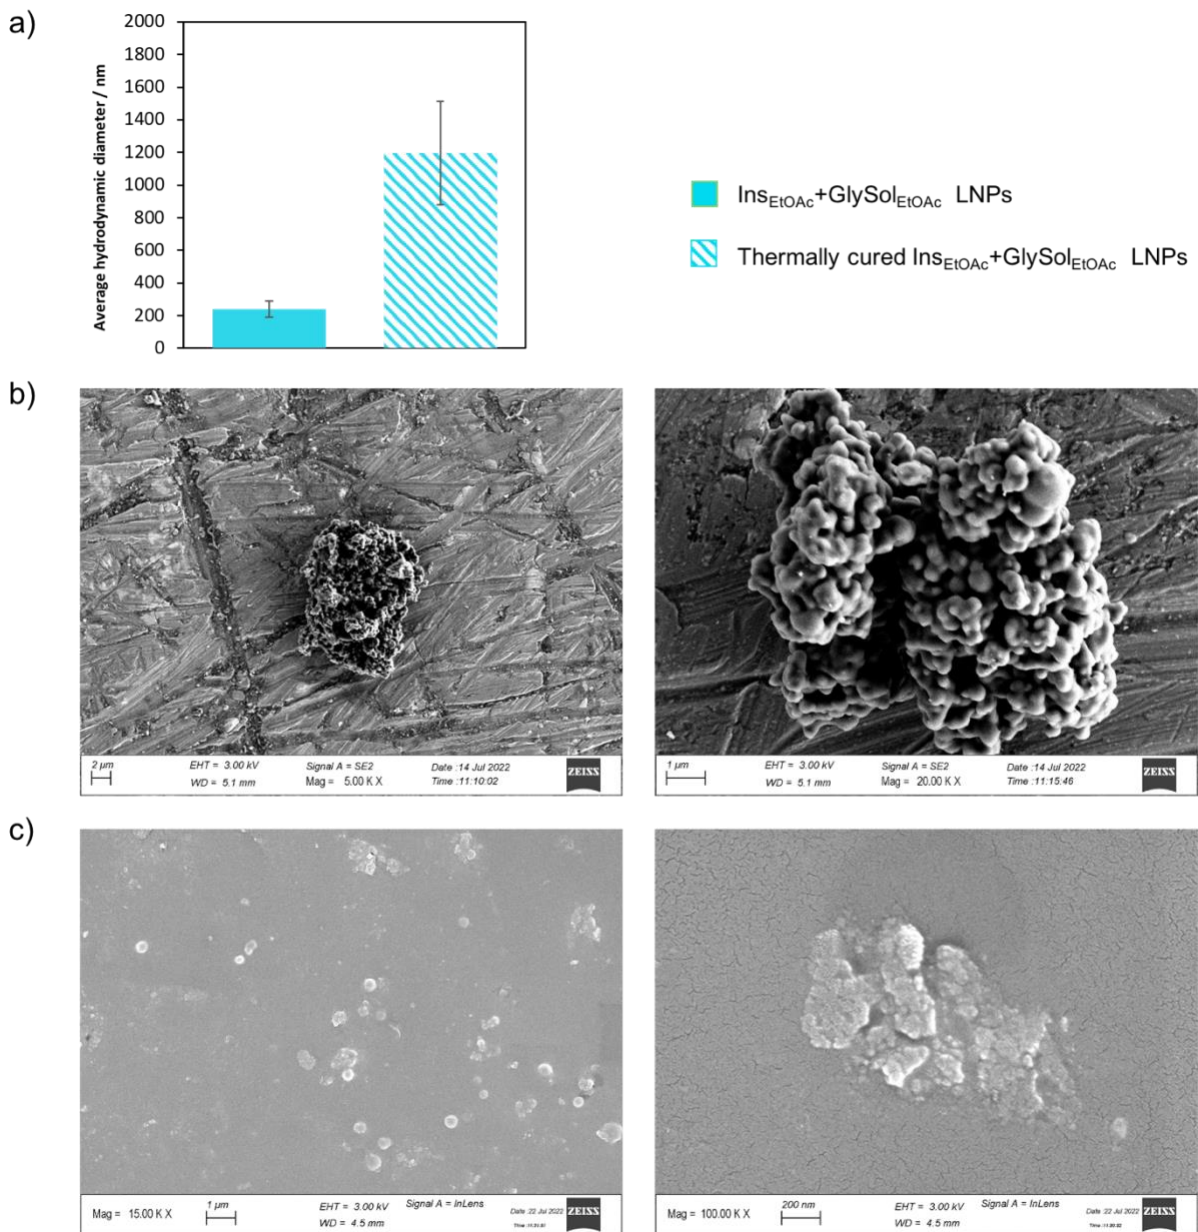 a)
2000
1800
1600
1400
1200
1000
800
600
400
200
0
Average hydrodynamic diameter / nm
InsEtOAc+GlySolEtOAc LNPs
Thermally cured InsEtOAc+GlySolEtOAc LNPs
b)
2 µm
EHT = 3.00 kV
WD = 5.1 mm
Signal A = SE2
Mag = 5.00 K X
Date :14 Jul 2022
Time :11:10:02
ZEISS
1 µm
EHT = 3.00 kV
WD = 5.1 mm
Signal A = SE2
Mag = 20.00 K X
Date :14 Jul 2022
Time :11:15:46
ZEISS
c)
Mag = 15.00 K X
1 µm
EHT = 3.00 kV
WD = 4.5 mm
Signal A = InLens
Date :22 Jul 2022
ZEISS
Mag = 100.00 K X
200 nm
EHT = 3.00 kV
WD = 4.5 mm
Signal A = InLens
Date :22 Jul 2022
ZEISS